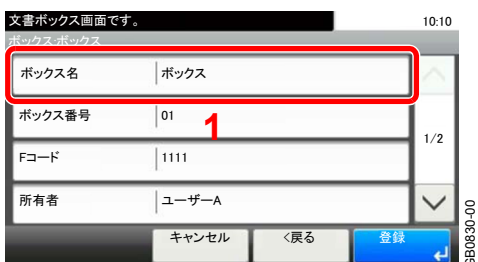 文書ボックス画面です。 10:10
ボックス:ボックス
ボックス名 ボックス
ボックス番号 01
1
1/2
Fコード 1111
所有者 ユーザーA
キャンセル <戻る 登録
GB0830-00